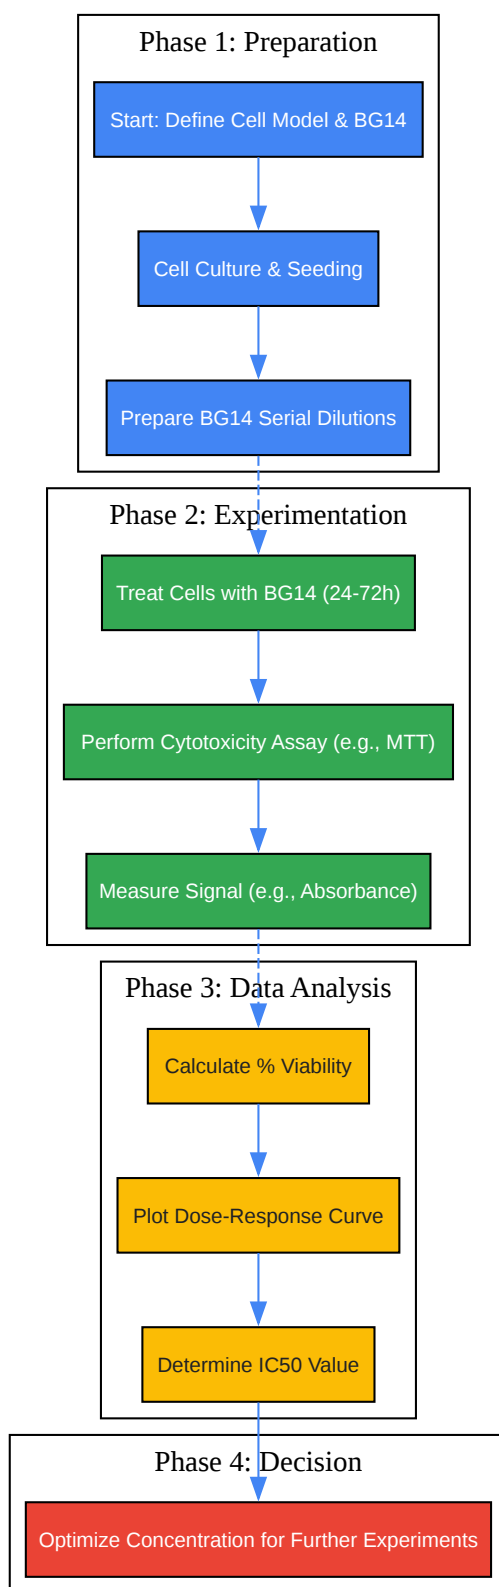 Phase 1: Preparation
Start: Define Cell Model & BG14
Cell Culture & Seeding
Prepare BG14 Serial Dilutions
Phase 2: Experimentation
Treat Cells with BG14 (24-72h)
Perform Cytotoxicity Assay (e.g., MTT)
Measure Signal (e.g., Absorbance)
Phase 3: Data Analysis
Calculate % Viability
Plot Dose-Response Curve
Determine IC50 Value
Phase 4: Decision
Optimize Concentration for Further Experiments